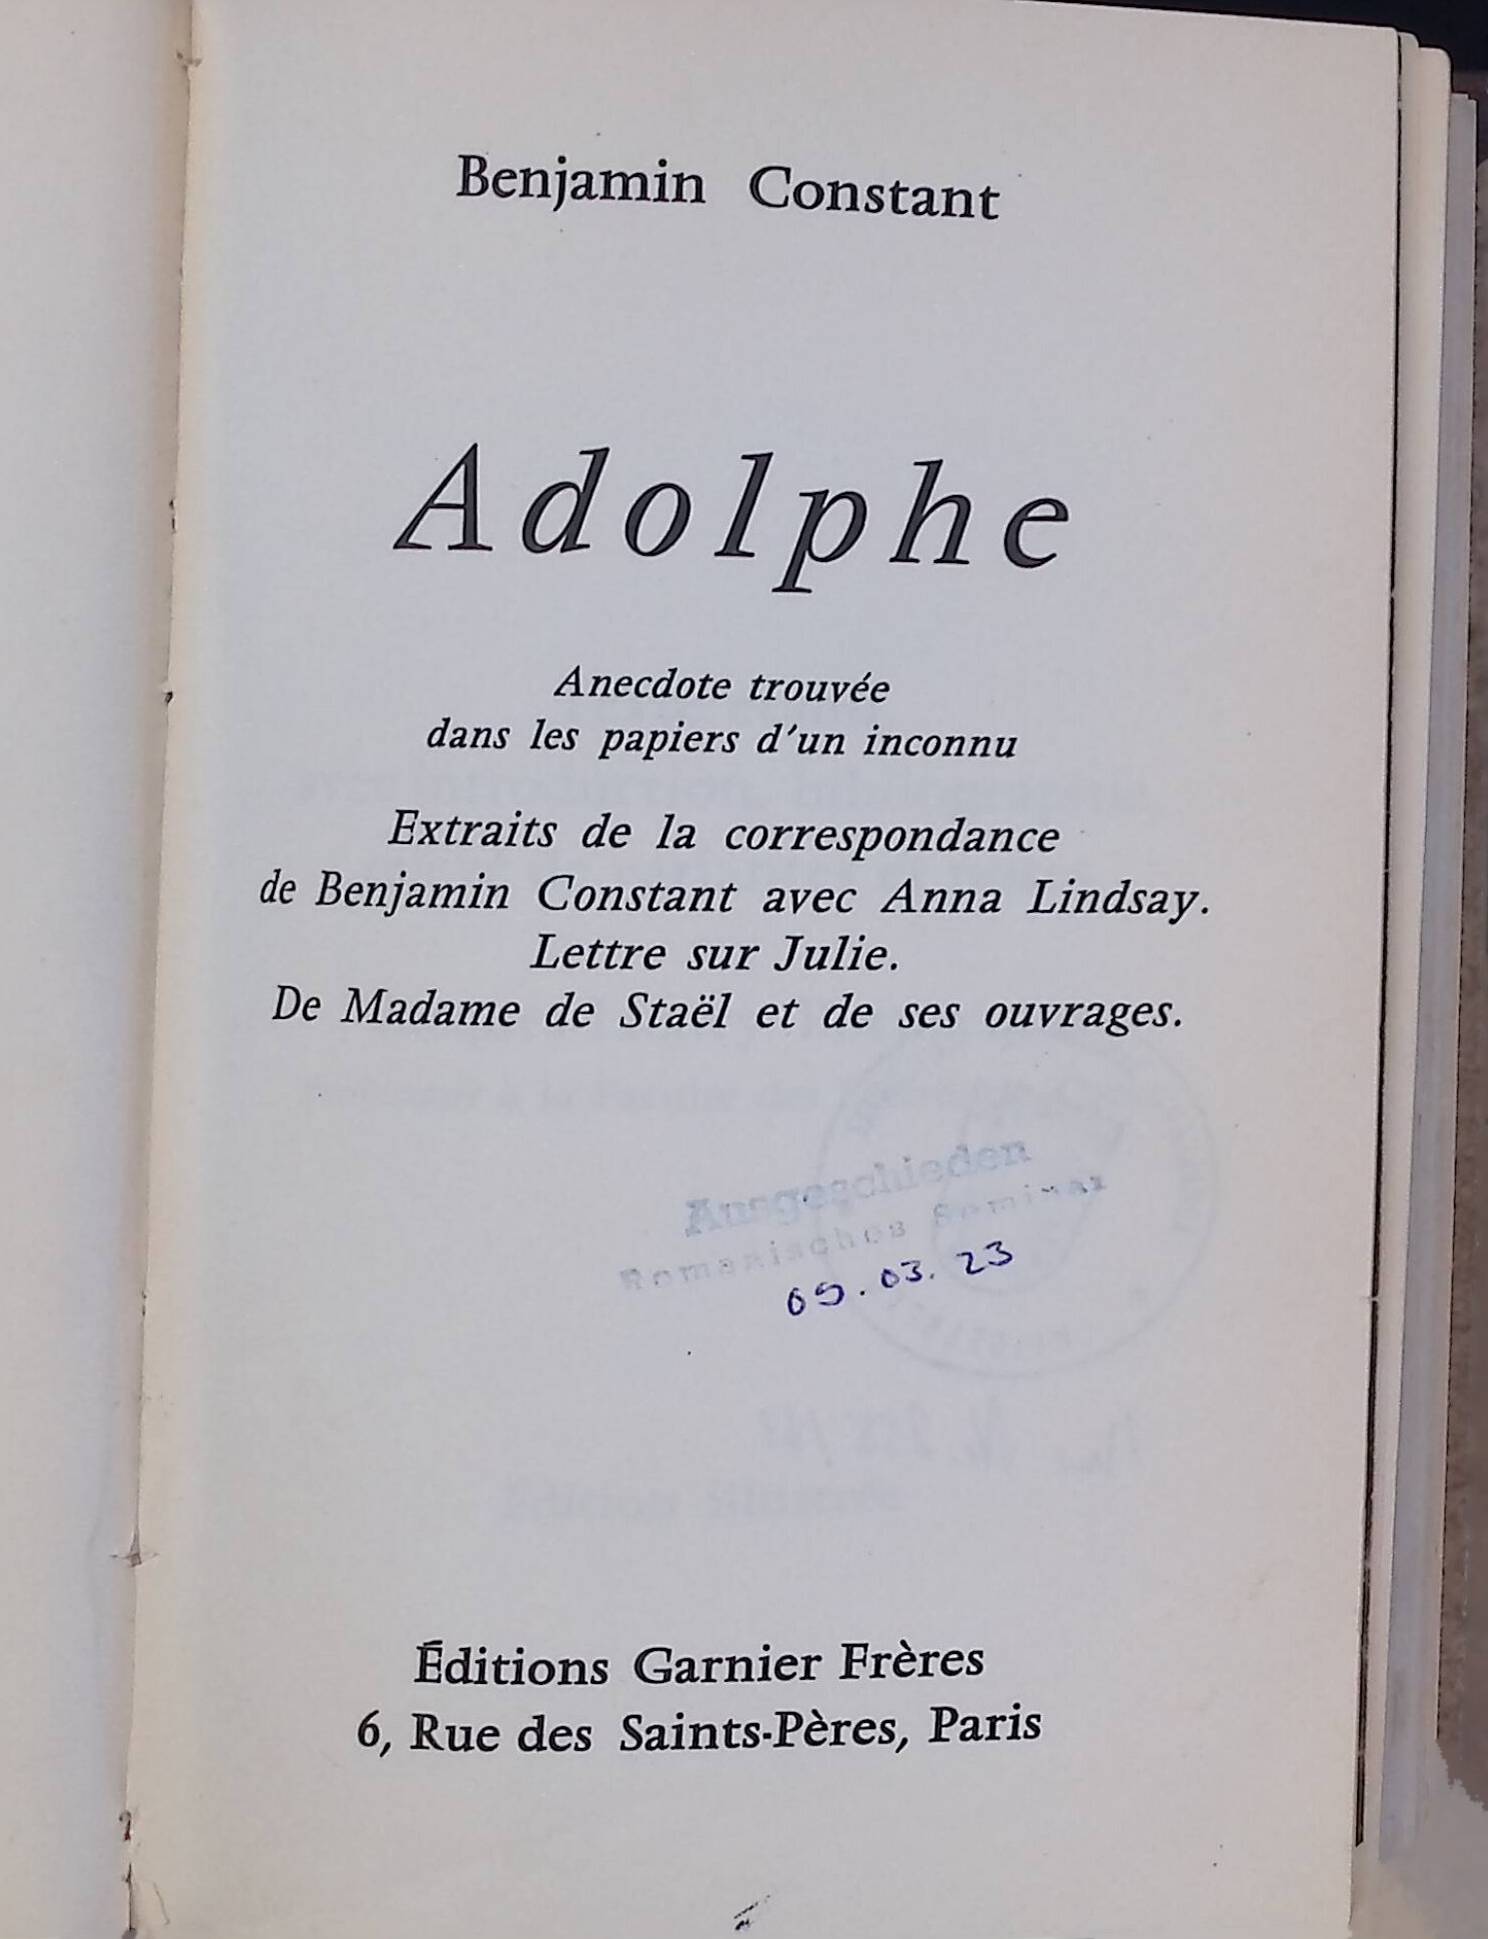 Benjamin Constant
Adolphe
Anecdote trouvée
dans les papiers d'un inconnu
Extraits de la correspondance
de Benjamin Constant avec Anna Lindsay.
Lettre sur Julie.
De Madame de Staël et de ses ouvrages.
Ausgeschieden
Romanisches Seminar
09.03.23
Éditions Garnier Frères
6, Rue des Saints-Pères, Paris